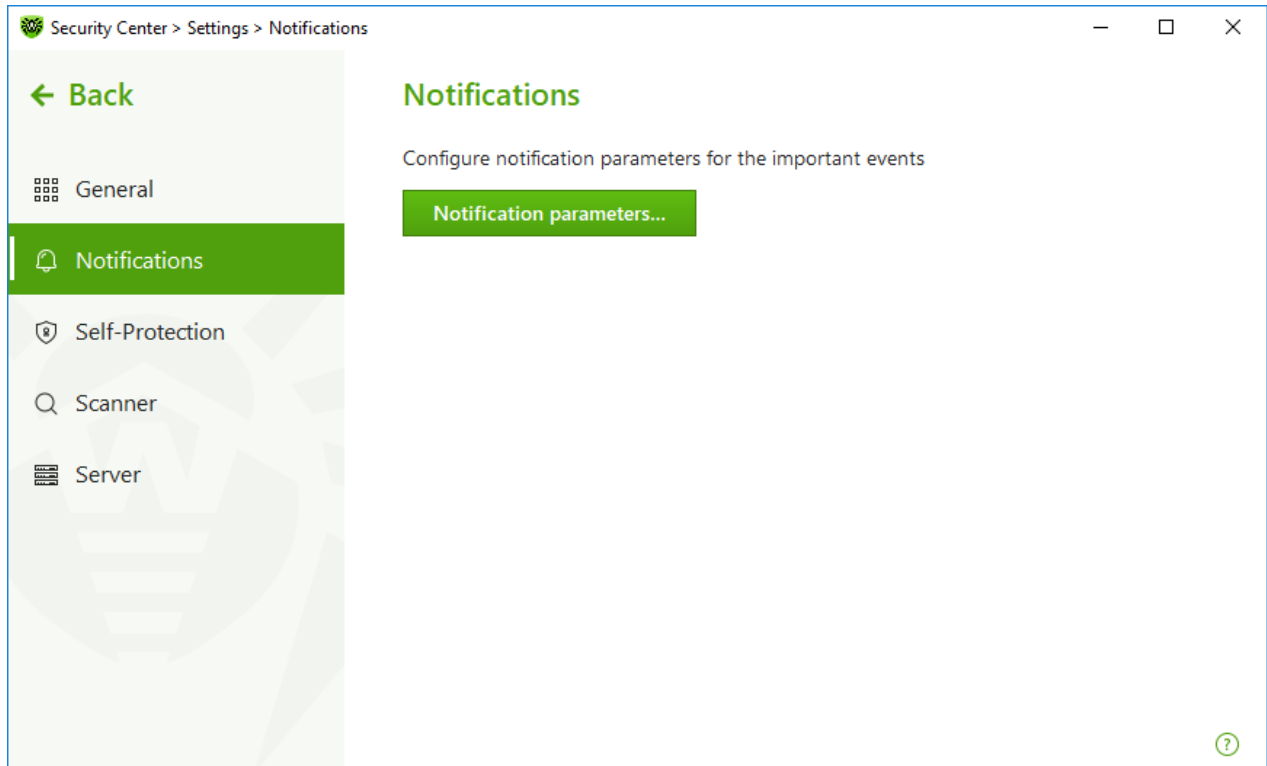 Security Center > Settings > Notifications
Back
General
Notifications
Self-Protection
Scanner
Server
Notifications
Configure notification parameters for the important events
Notification parameters...
?